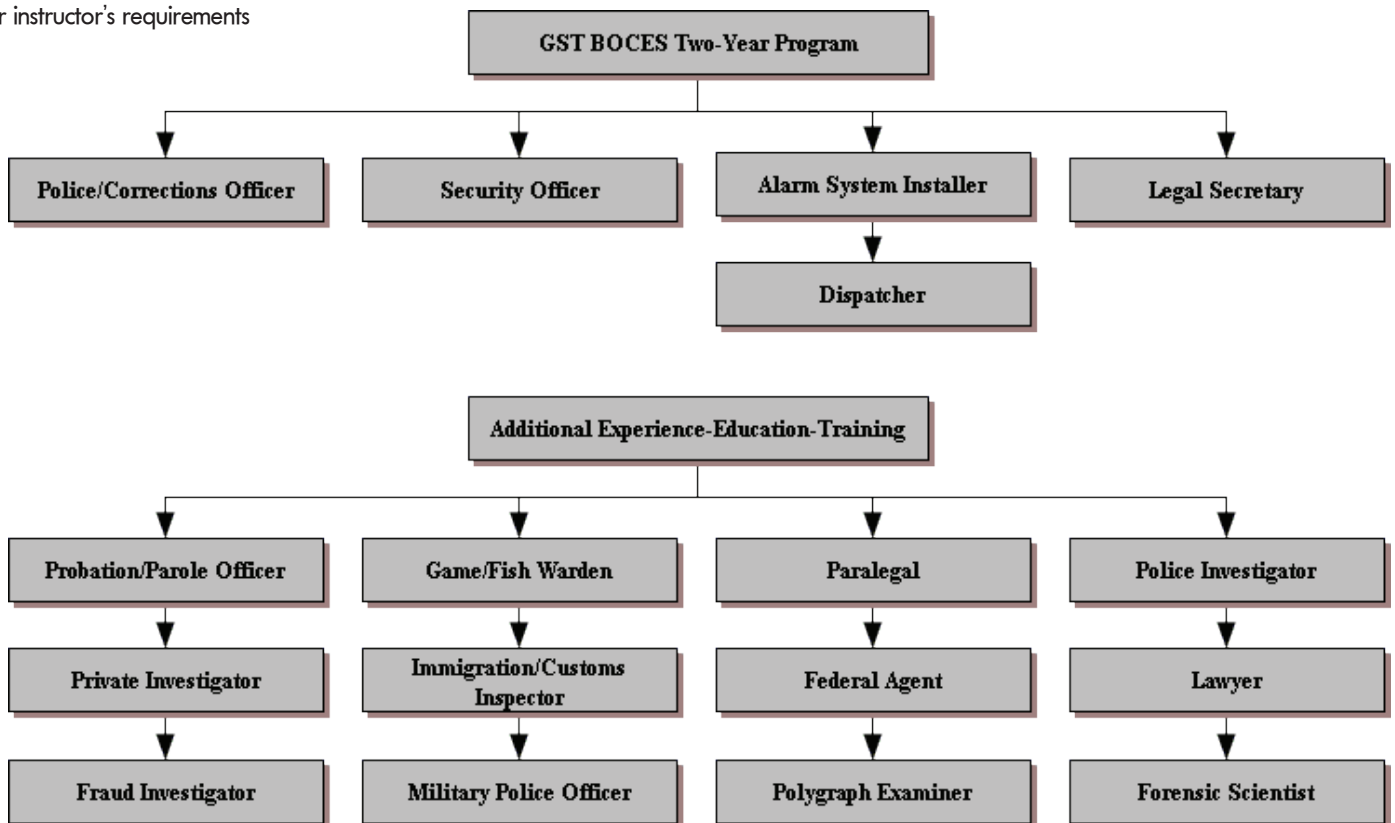 r instructor's requirements
GST BOCES Two-Year Program
Police/Corrections Officer
Security Officer
Alarm System Installer
Legal Secretary
Dispatcher
Additional Experience-Education-Training
Probation/Parole Officer
Game/Fish Warden
Paralegal
Police Investigator
Private Investigator
Immigration/Customs
Inspector
Federal Agent
Lawyer
Fraud Investigator
Military Police Officer
Polygraph Examiner
Forensic Scientist